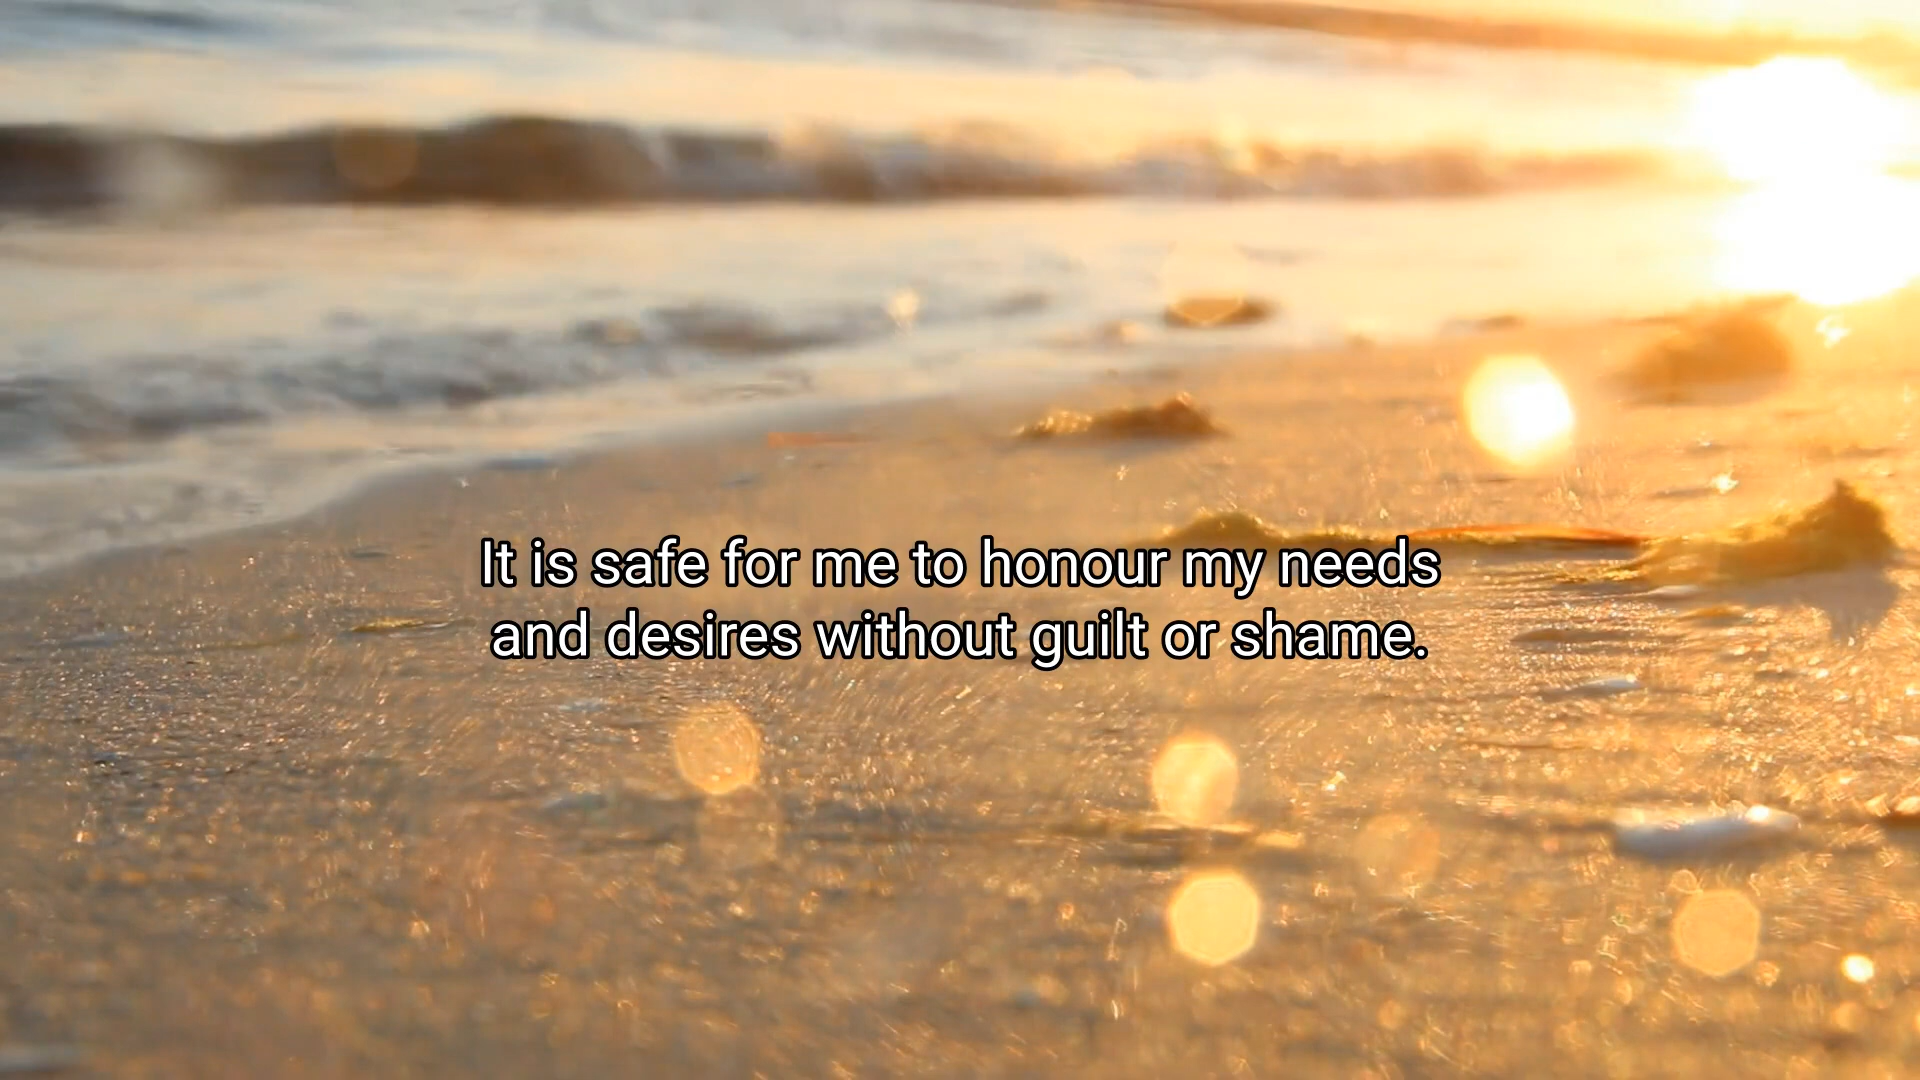 It is safe for me to honour my needs
and desires without guilt or shame.